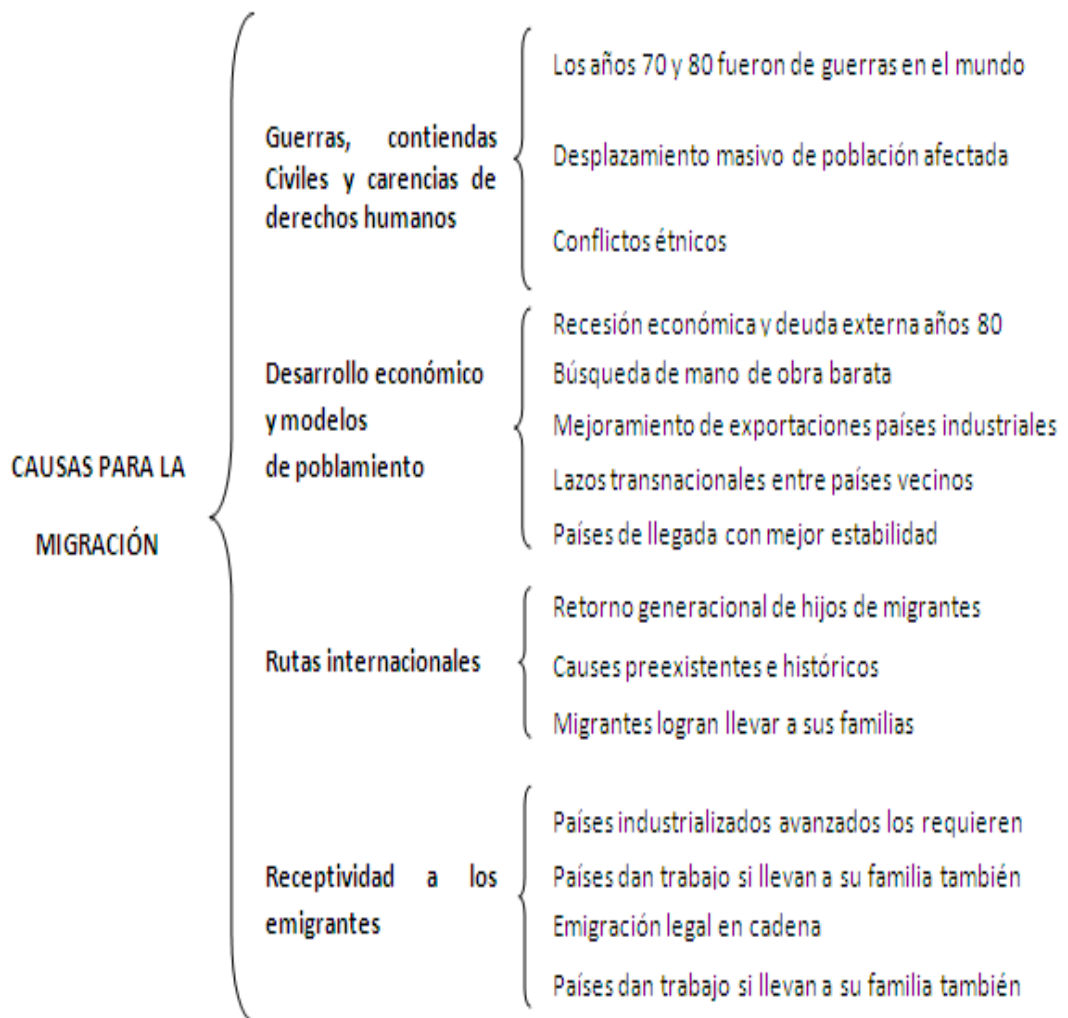 CAUSAS PARA LA
MIGRACIÓN
Guerras, contiendas
Civiles y carencias de
derechos humanos
Los años 70 y 80 fueron de guerras en el mundo
Desplazamiento masivo de población afectada
Conflictos étnicos
Desarrollo económico
y modelos
de poblamiento
Recesión económica y deuda externa años 80
Búsqueda de mano de obra barata
Mejoramiento de exportaciones países industriales
Lazos transnacionales entre países vecinos
Países de llegada con mejor estabilidad
Rutas internacionales
Retorno generacional de hijos de migrantes
Causes preexistentes e históricos
Migrantes logran llevar a sus familias
Receptividad a los
emigrantes
Países industrializados avanzados los requieren
Países dan trabajo si llevan a su familia también
Emigración legal en cadena
Países dan trabajo si llevan a su familia también